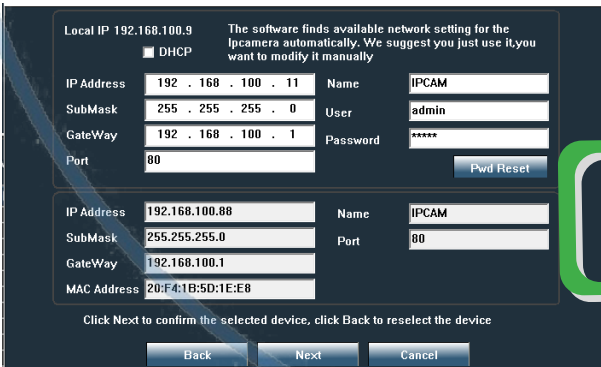 Local IP 192.168.100.9
The software finds available network setting for the
Ipcamera automatically. We suggest you just use it,you
want to modify it manually
DHCP
IP Address 192 . 168 . 100 . 11 Name IPCAM
SubMask 255 . 255 . 255 . 0 User admin
GateWay 192 . 168 . 100 . 1 Password *****
Port 80
Pwd Reset
IP Address 192.168.100.88 Name IPCAM
SubMask 255.255.255.0 Port 80
GateWay 192.168.100.1
MAC Address 20:F4:1B:5D:1E:E8
Click Next to confirm the selected device, click Back to reselect the device
Back Next Cancel